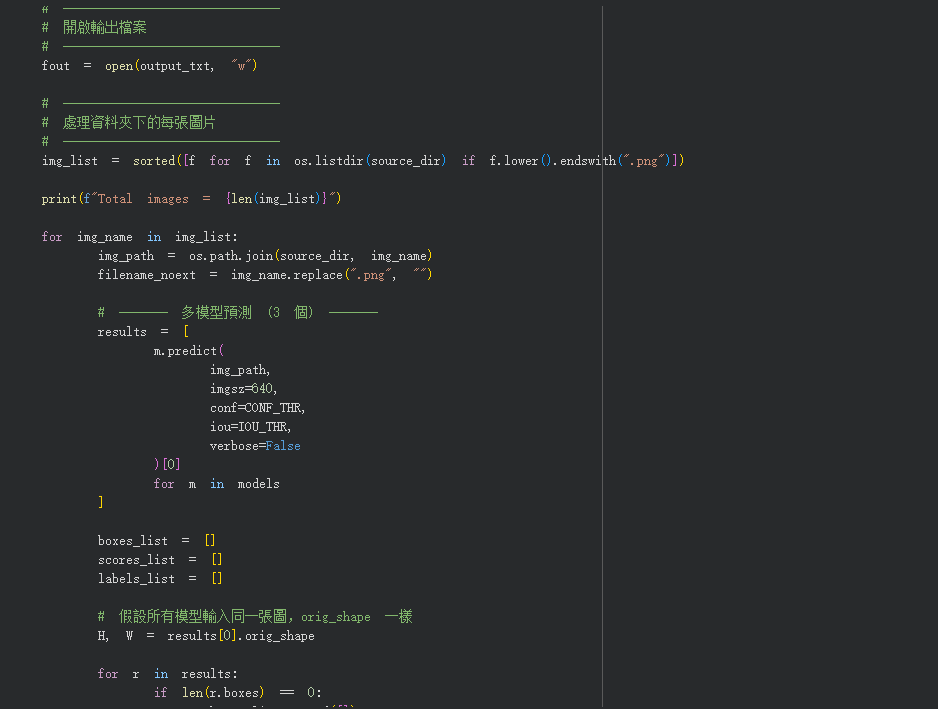 # ───────────────────────────────
# 開啟輸出檔案
# ───────────────────────────────
fout = open(output_txt, "w")
# ───────────────────────────────
# 處理資料夾下的每張圖片
# ───────────────────────────────
img_list = sorted([f for f in os.listdir(source_dir) if f.lower().endswith(".png")])
print(f"Total images = {len(img_list)}")
for img_name in img_list:
img_path = os.path.join(source_dir, img_name)
filename_noext = img_name.replace(".png", "")
# ─────── 多模型預測 (3 個) ───────
results = [
m.predict(
img_path,
imgsz=640,
conf=CONF_THR,
iou=IOU_THR,
verbose=False
)[0]
for m in models
]
boxes_list = []
scores_list = []
labels_list = []
# 假設所有模型輸入同一張圖，orig_shape 一樣
H, W = results[0].orig_shape
for r in results:
if len(r.boxes) == 0: